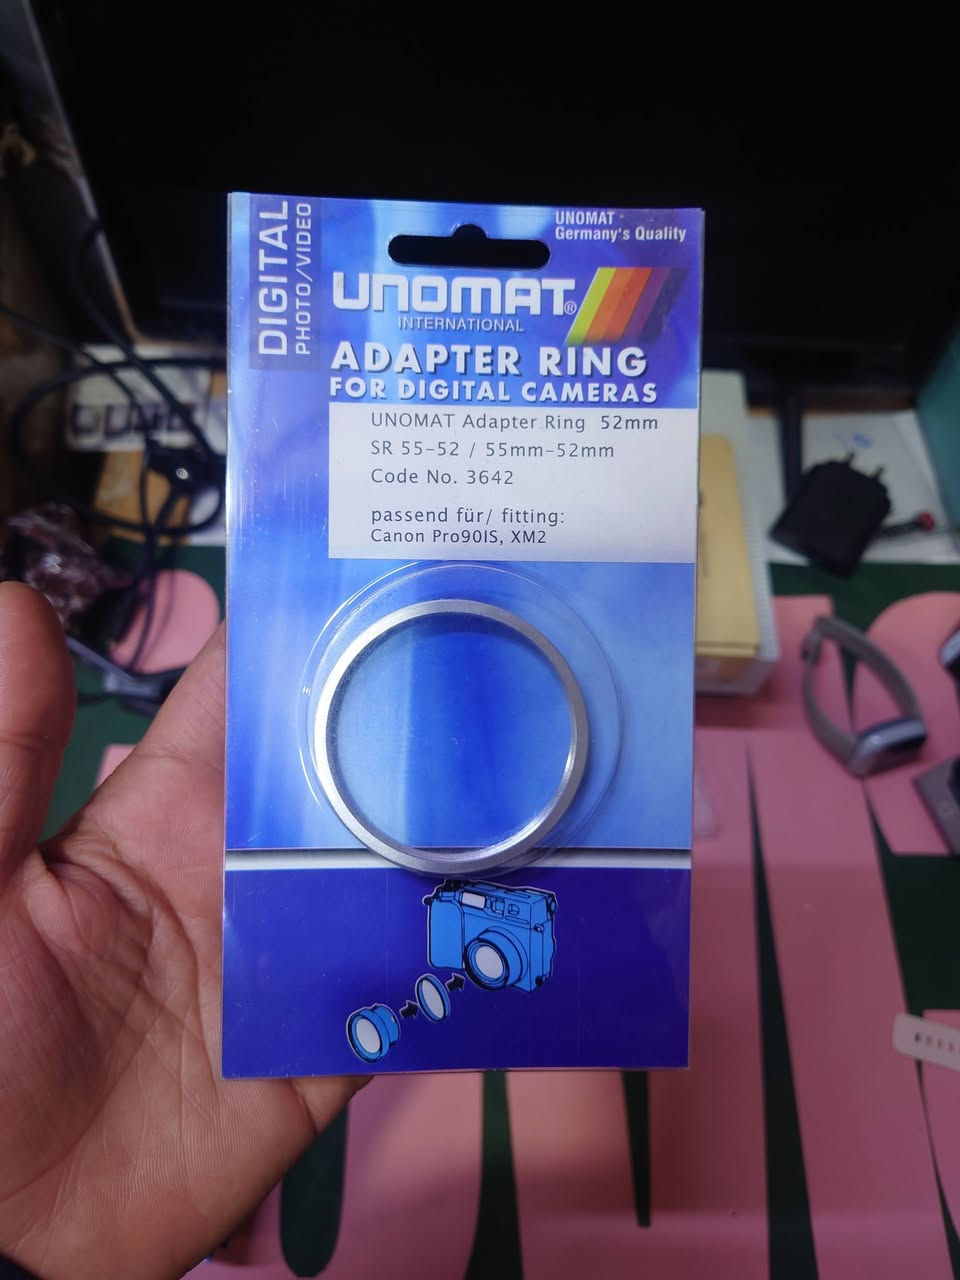 DIGITAL
PHOTO/VIDEO
UNOMAT
Germany's Quality
UNOMAT®
INTERNATIONAL
ADAPTER RING
FOR DIGITAL CAMERAS
UNOMAT Adapter Ring 52mm
SR 55-52 / 55mm-52mm
Code No. 3642
passend für/ fitting:
Canon Pro90IS, XM2